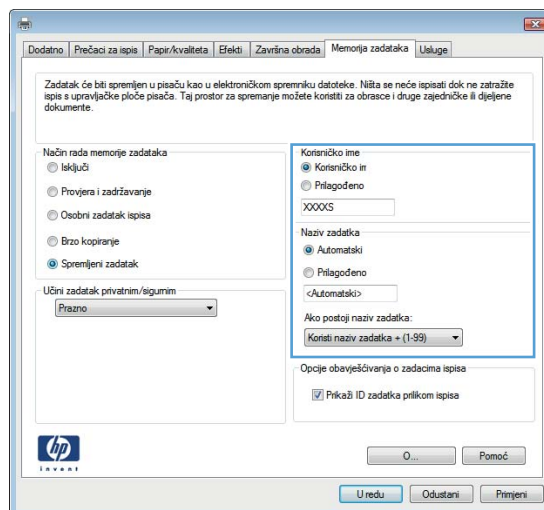 Dodatno Prečaci za ispis Papir/kvaliteta Efekti Završna obrada Memorija zadataka Usluge
Zadatak će biti spremljen u pisaču kao u elektroničkom spremniku datoteke. Ništa se neće ispisati dok ne zatražite
ispis s upravljačke ploče pisača. Taj prostor za spremanje možete koristiti za obrasce i druge zajedničke ili dijeljene
dokumente.
Način rada memorije zadataka
Isključi
Provjera i zadržavanje
Osobni zadatak ispisa
Brzo kopiranje
Spremljeni zadatak
Učini zadatak privatnim/sigurnim
Prazno
Korisničko ime
Korisničko im
Prilagođeno
XXXXS
Naziv zadatka
Automatski
Prilagođeno
<Automatski>
Ako postoji naziv zadatka:
Koristi naziv zadatka + (1-99)
Opcije obavješćivanja o zadacima ispisa
Prikaži ID zadatka prilikom ispisa
hp
invent
O... Pomoć
U redu Odustani Primjeni